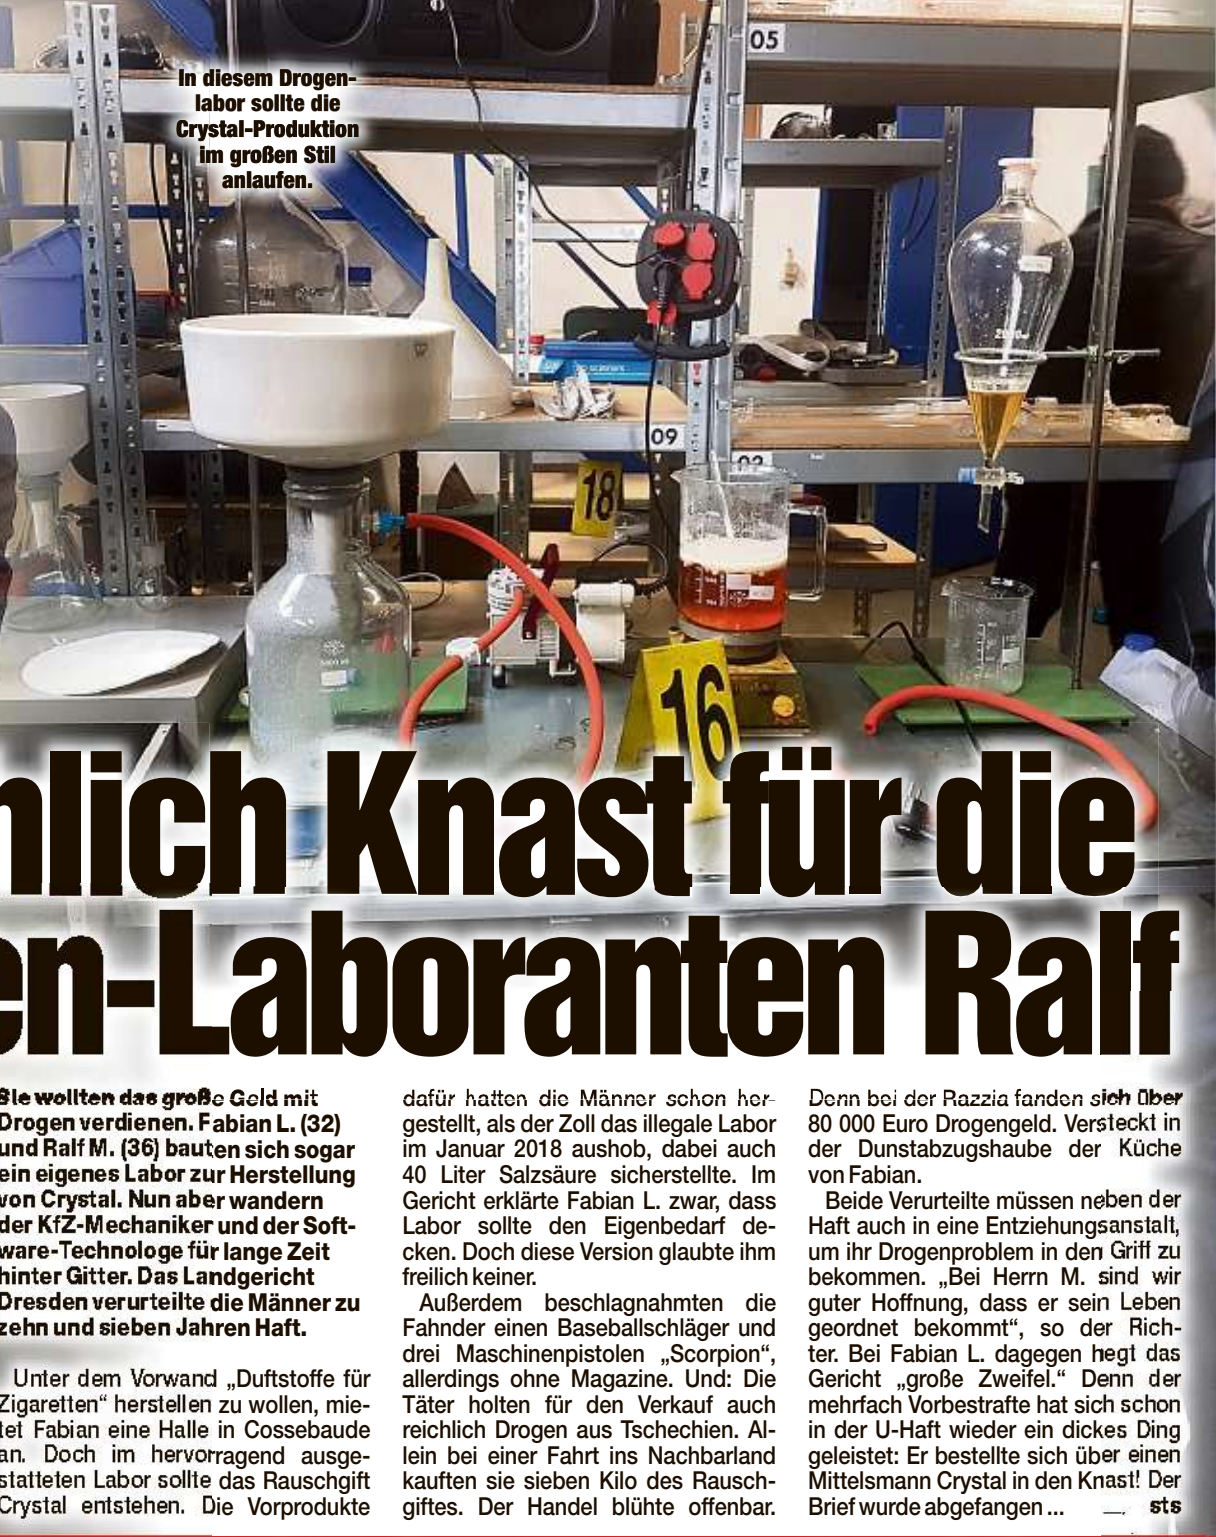 05
In diesem Drogen-
labor sollte die
Crystal-Produktion
im großen Stil
anlaufen.
09
18
16
hlich Knast für die
en-Laboranten Ralf
Sie wollten das große Geld mit
Drogen verdienen. Fabian L. (32)
und Ralf M. (36) bauten sich sogar
ein eigenes Labor zur Herstellung
von Crystal. Nun aber wandern
der KfZ-Mechaniker und der Soft-
ware-Technologe für lange Zeit
hinter Gitter. Das Landgericht
Dresden verurteilte die Männer zu
zehn und sieben Jahren Haft.
Unter dem Vorwand „Duftstoffe für
Zigaretten“ herstellen zu wollen, mie-
tet Fabian eine Halle in Cossebaude
an. Doch im hervorragend ausge-
statteten Labor sollte das Rauschgift
Crystal entstehen. Die Vorprodukte
dafür hatten die Männer schon her-
gestellt, als der Zoll das illegale Labor
im Januar 2018 aushob, dabei auch
40 Liter Salzsäure sicherstellte. Im
Gericht erklärte Fabian L. zwar, dass
Labor sollte den Eigenbedarf de-
cken. Doch diese Version glaubte ihm
freilich keiner.
Außerdem beschlagnahmten die
Fahnder einen Baseballschläger und
drei Maschinenpistolen „Scorpion“,
allerdings ohne Magazine. Und: Die
Täter holten für den Verkauf auch
reichlich Drogen aus Tschechien. Al-
lein bei einer Fahrt ins Nachbarland
kauften sie sieben Kilo des Rausch-
giftes. Der Handel blühte offenbar.
Denn bei der Razzia fanden sich über
80 000 Euro Drogengeld. Versteckt in
der Dunstabzugshaube der Küche
von Fabian.
Beide Verurteilte müssen neben der
Haft auch in eine Entziehungsanstalt,
um ihr Drogenproblem in den Griff zu
bekommen. „Bei Herrn M. sind wir
guter Hoffnung, dass er sein Leben
geordnet bekommt“, so der Rich-
ter. Bei Fabian L. dagegen hegt das
Gericht „große Zweifel.“ Denn der
mehrfach Vorbestrafte hat sich schon
in der U-Haft wieder ein dickes Ding
geleistet: Er bestellte sich über einen
Mittelsmann Crystal in den Knast! Der
Brief wurde abgefangen ... sts